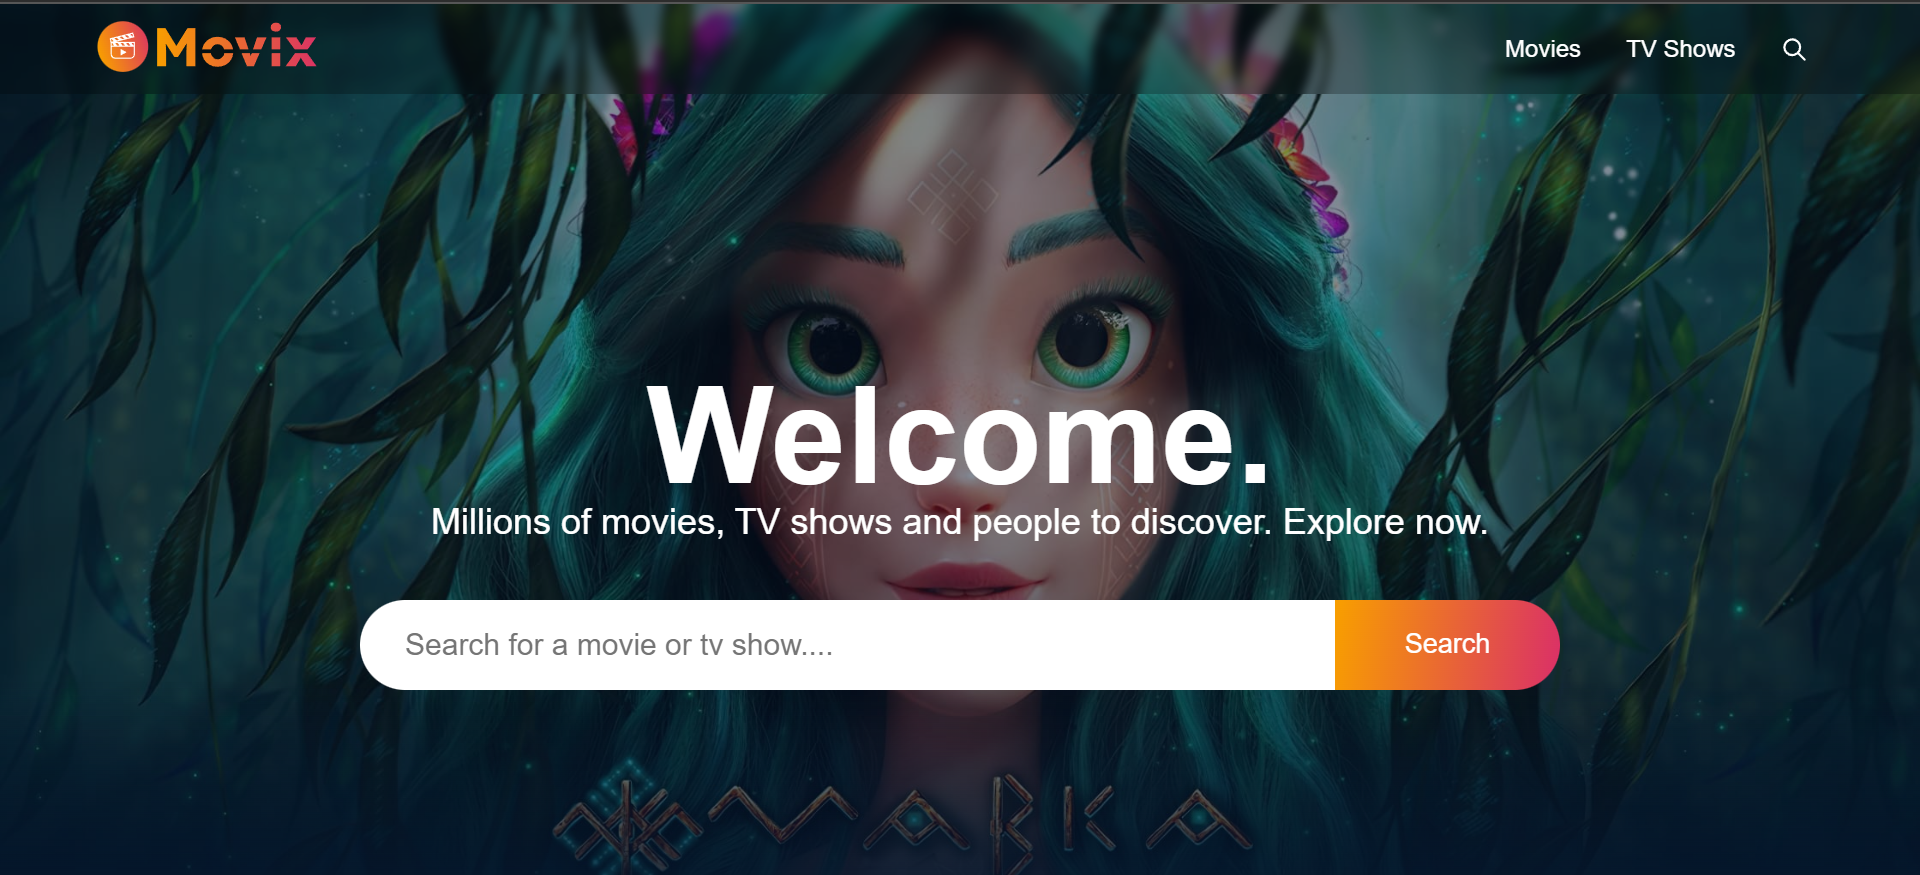 Movix
Movies
TV Shows
Welcome.
Millions of movies, TV shows and people to discover. Explore now.
Search for a movie or tv show....
Search
МАВКА